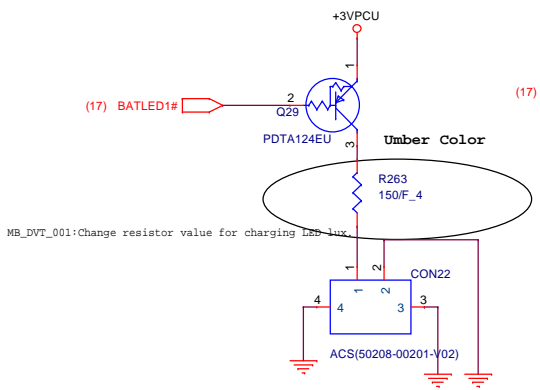 +3VPCU
1
(17) BATLED1#
2
Q29
(17)
PDTA124EU
3
Umber Color
R263
150/F_4
MB_DVT_001:Change resistor value for charging LED lux.
1
2
CON22
4
4
1
2
3
3
ACS(50208-00201-V02)